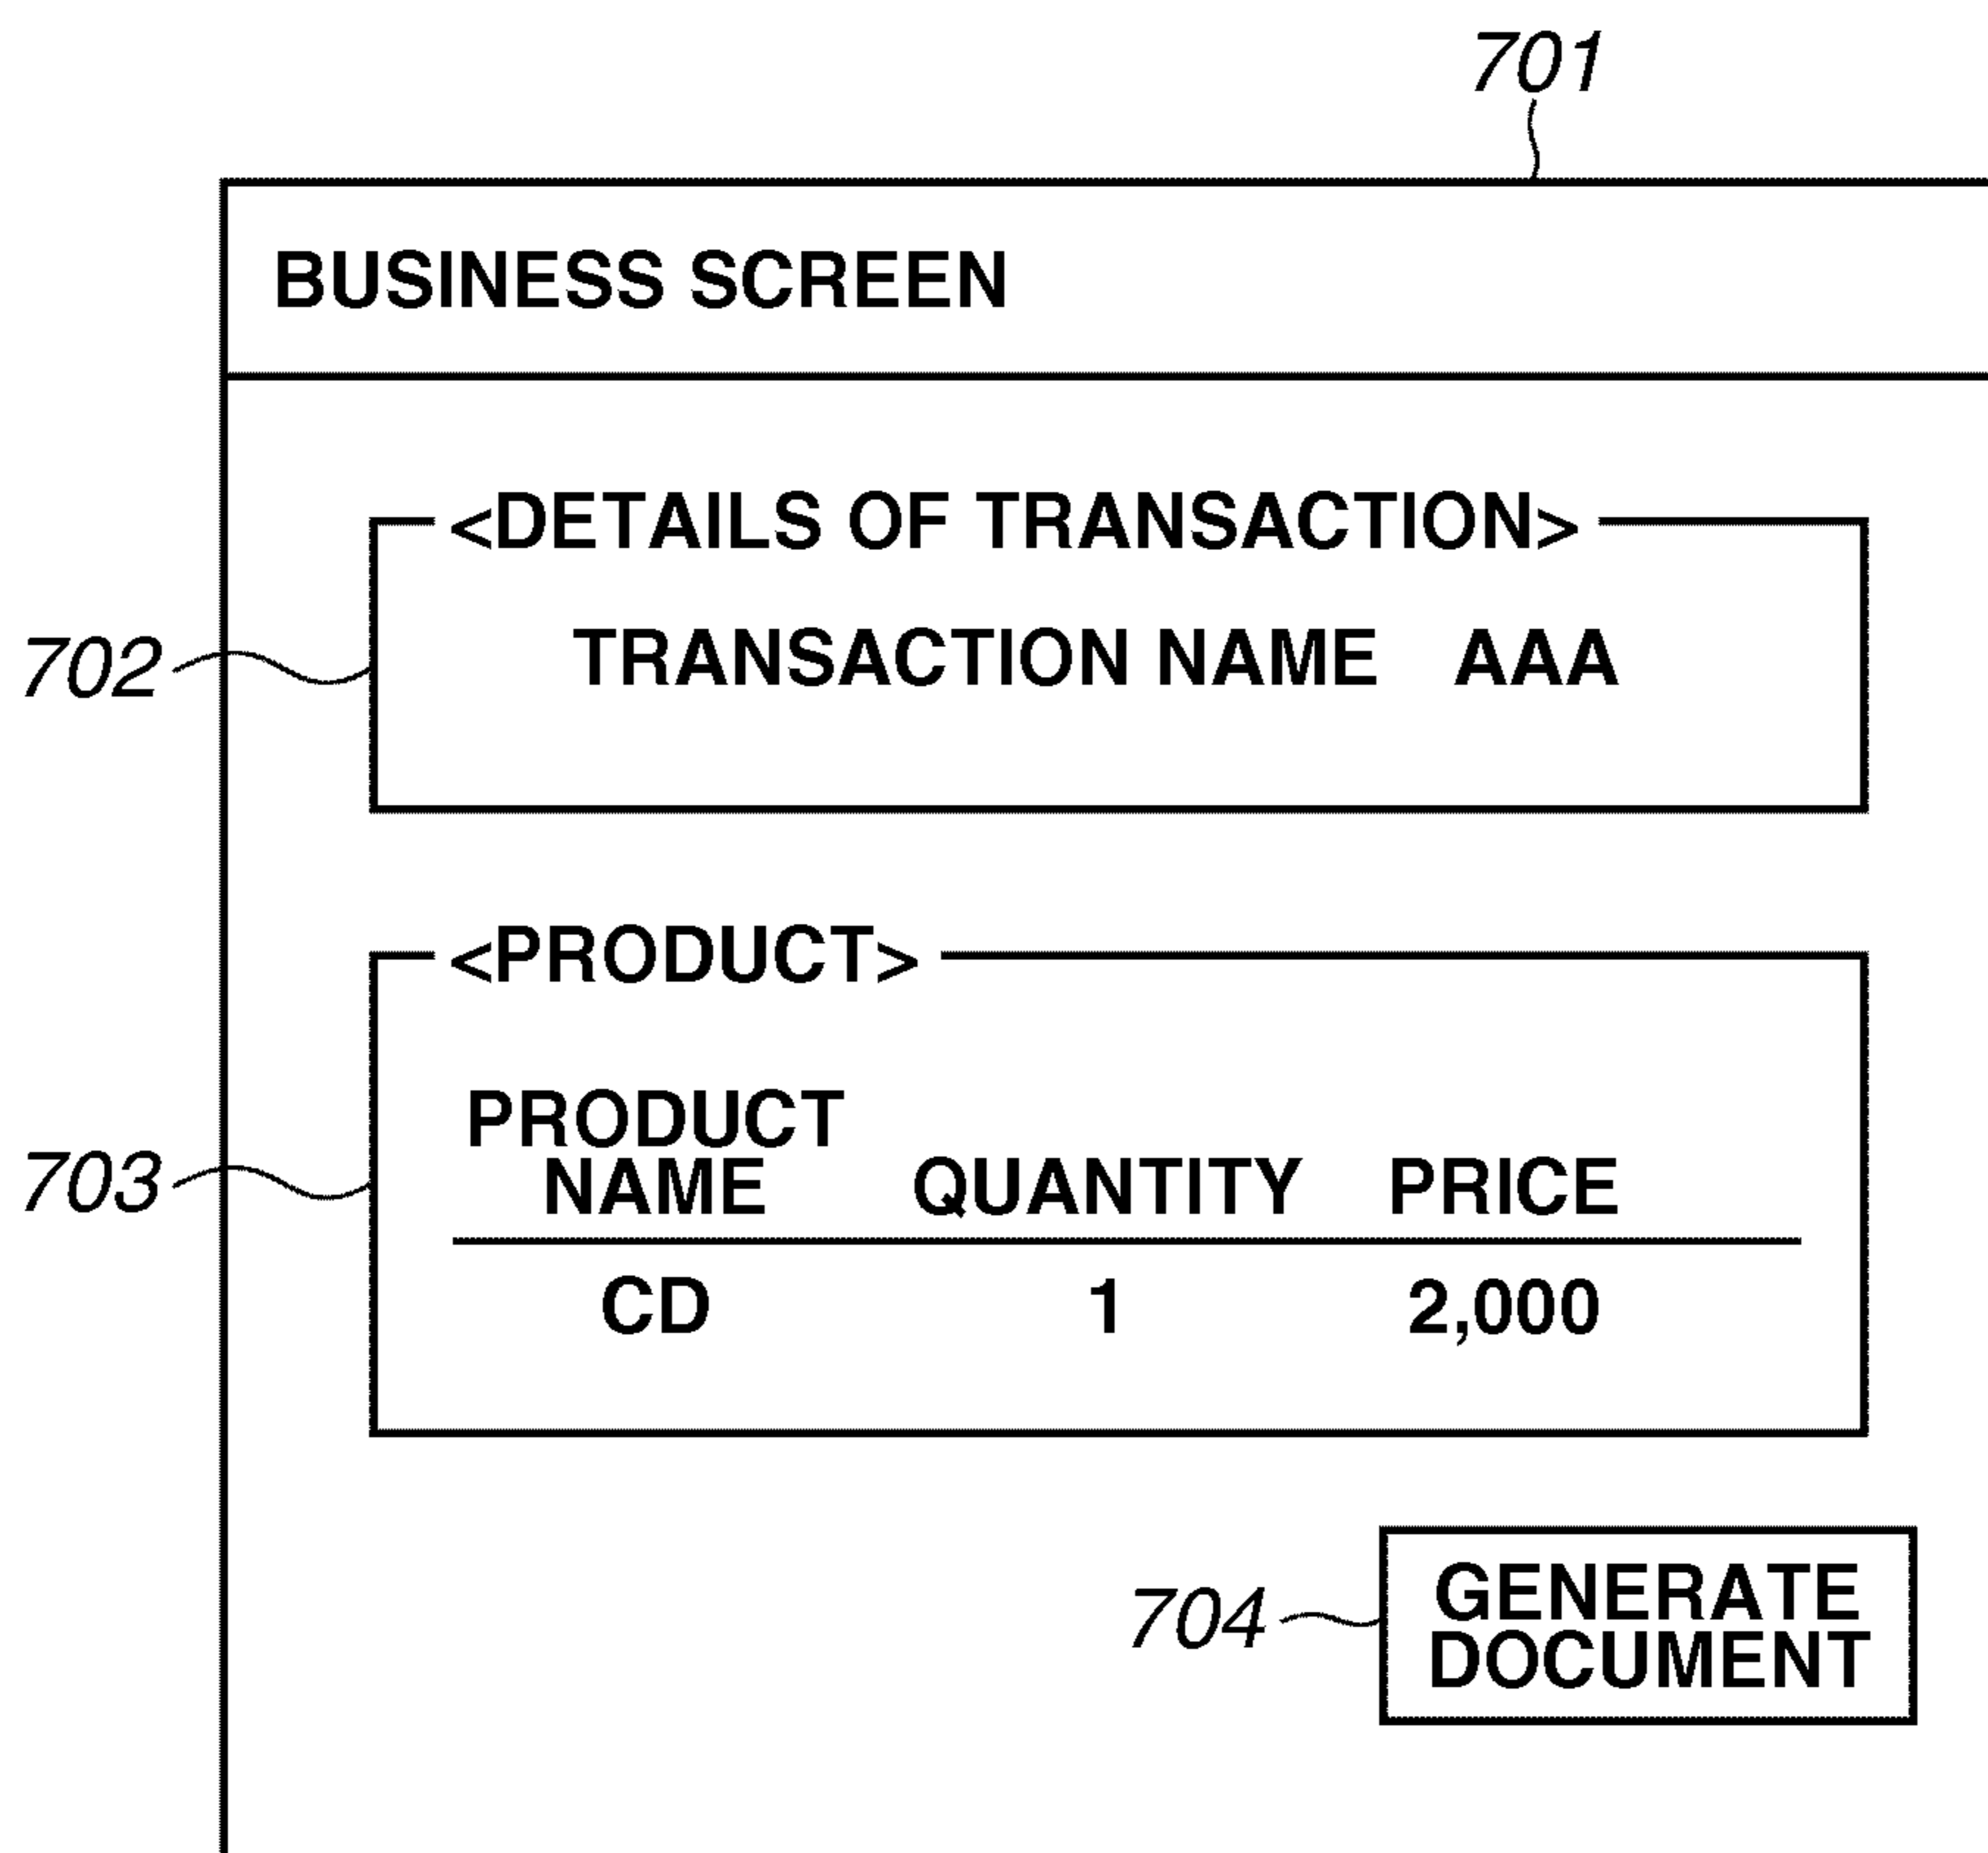 701
BUSINESS SCREEN
<DETAILS OF TRANSACTION>
702
TRANSACTION NAME AAA
<PRODUCT>
703
PRODUCT
NAME QUANTITY PRICE
CD 1 2,000
704
GENERATE
DOCUMENT